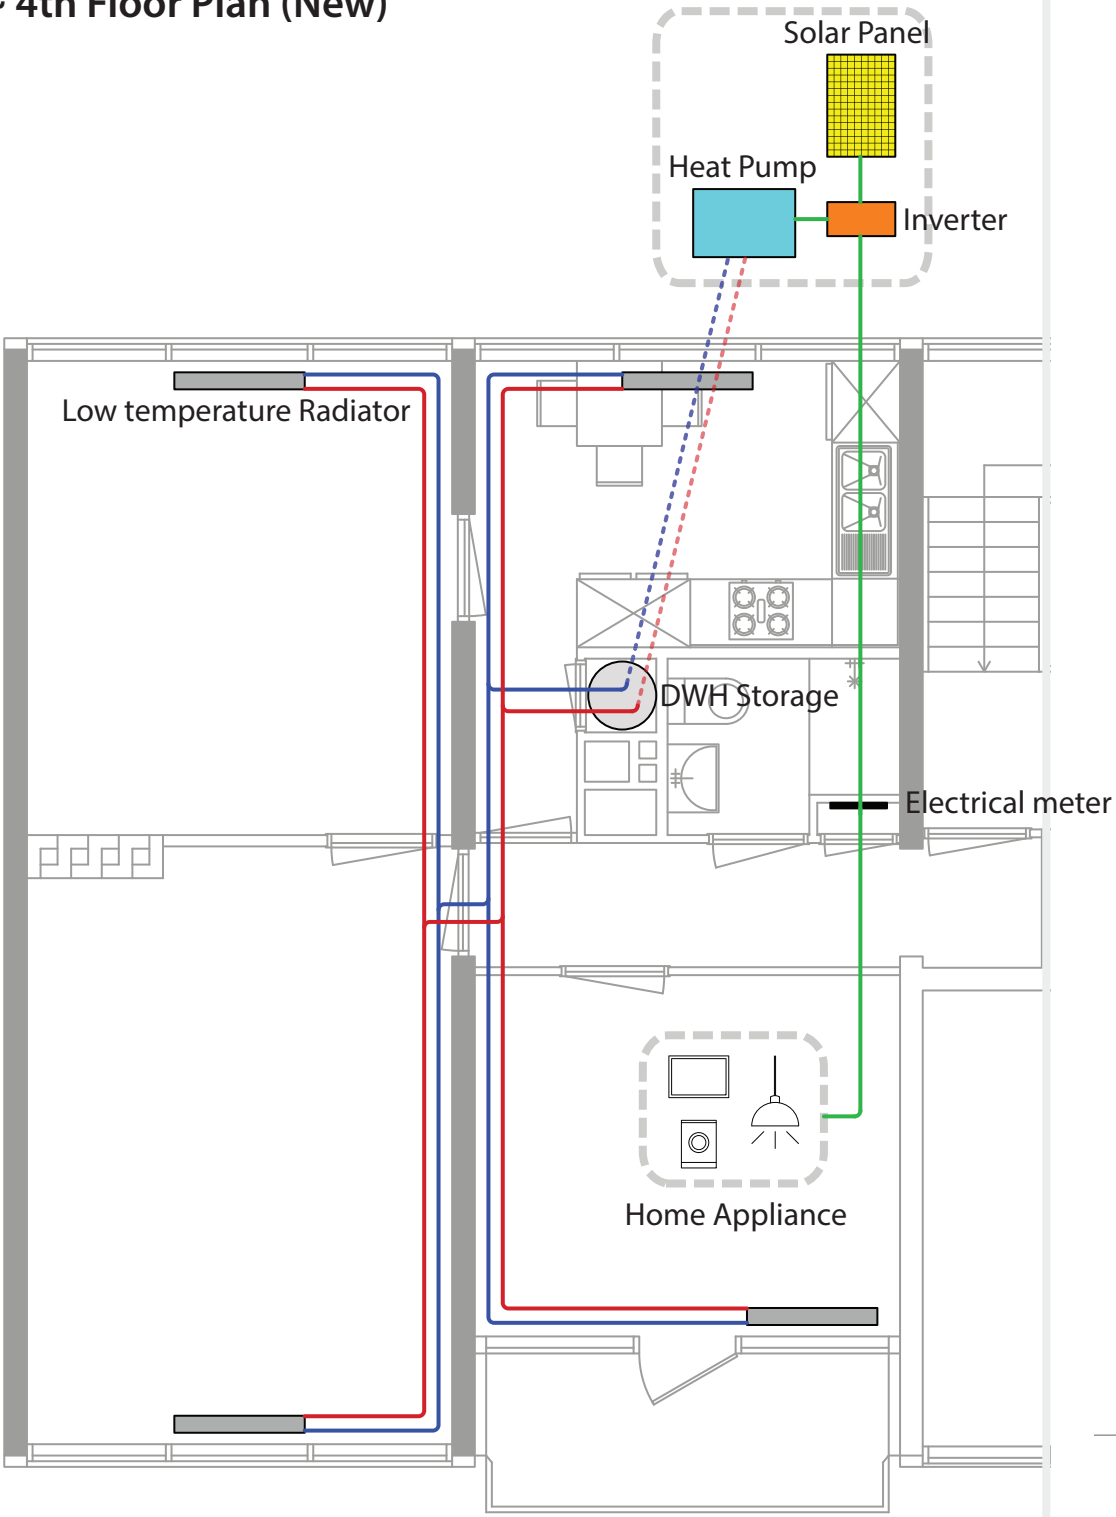 4th Floor Plan (New)
Solar Panel
Heat Pump
Inverter
Low temperature Radiator
DWH Storage
Electrical meter
Home Appliance